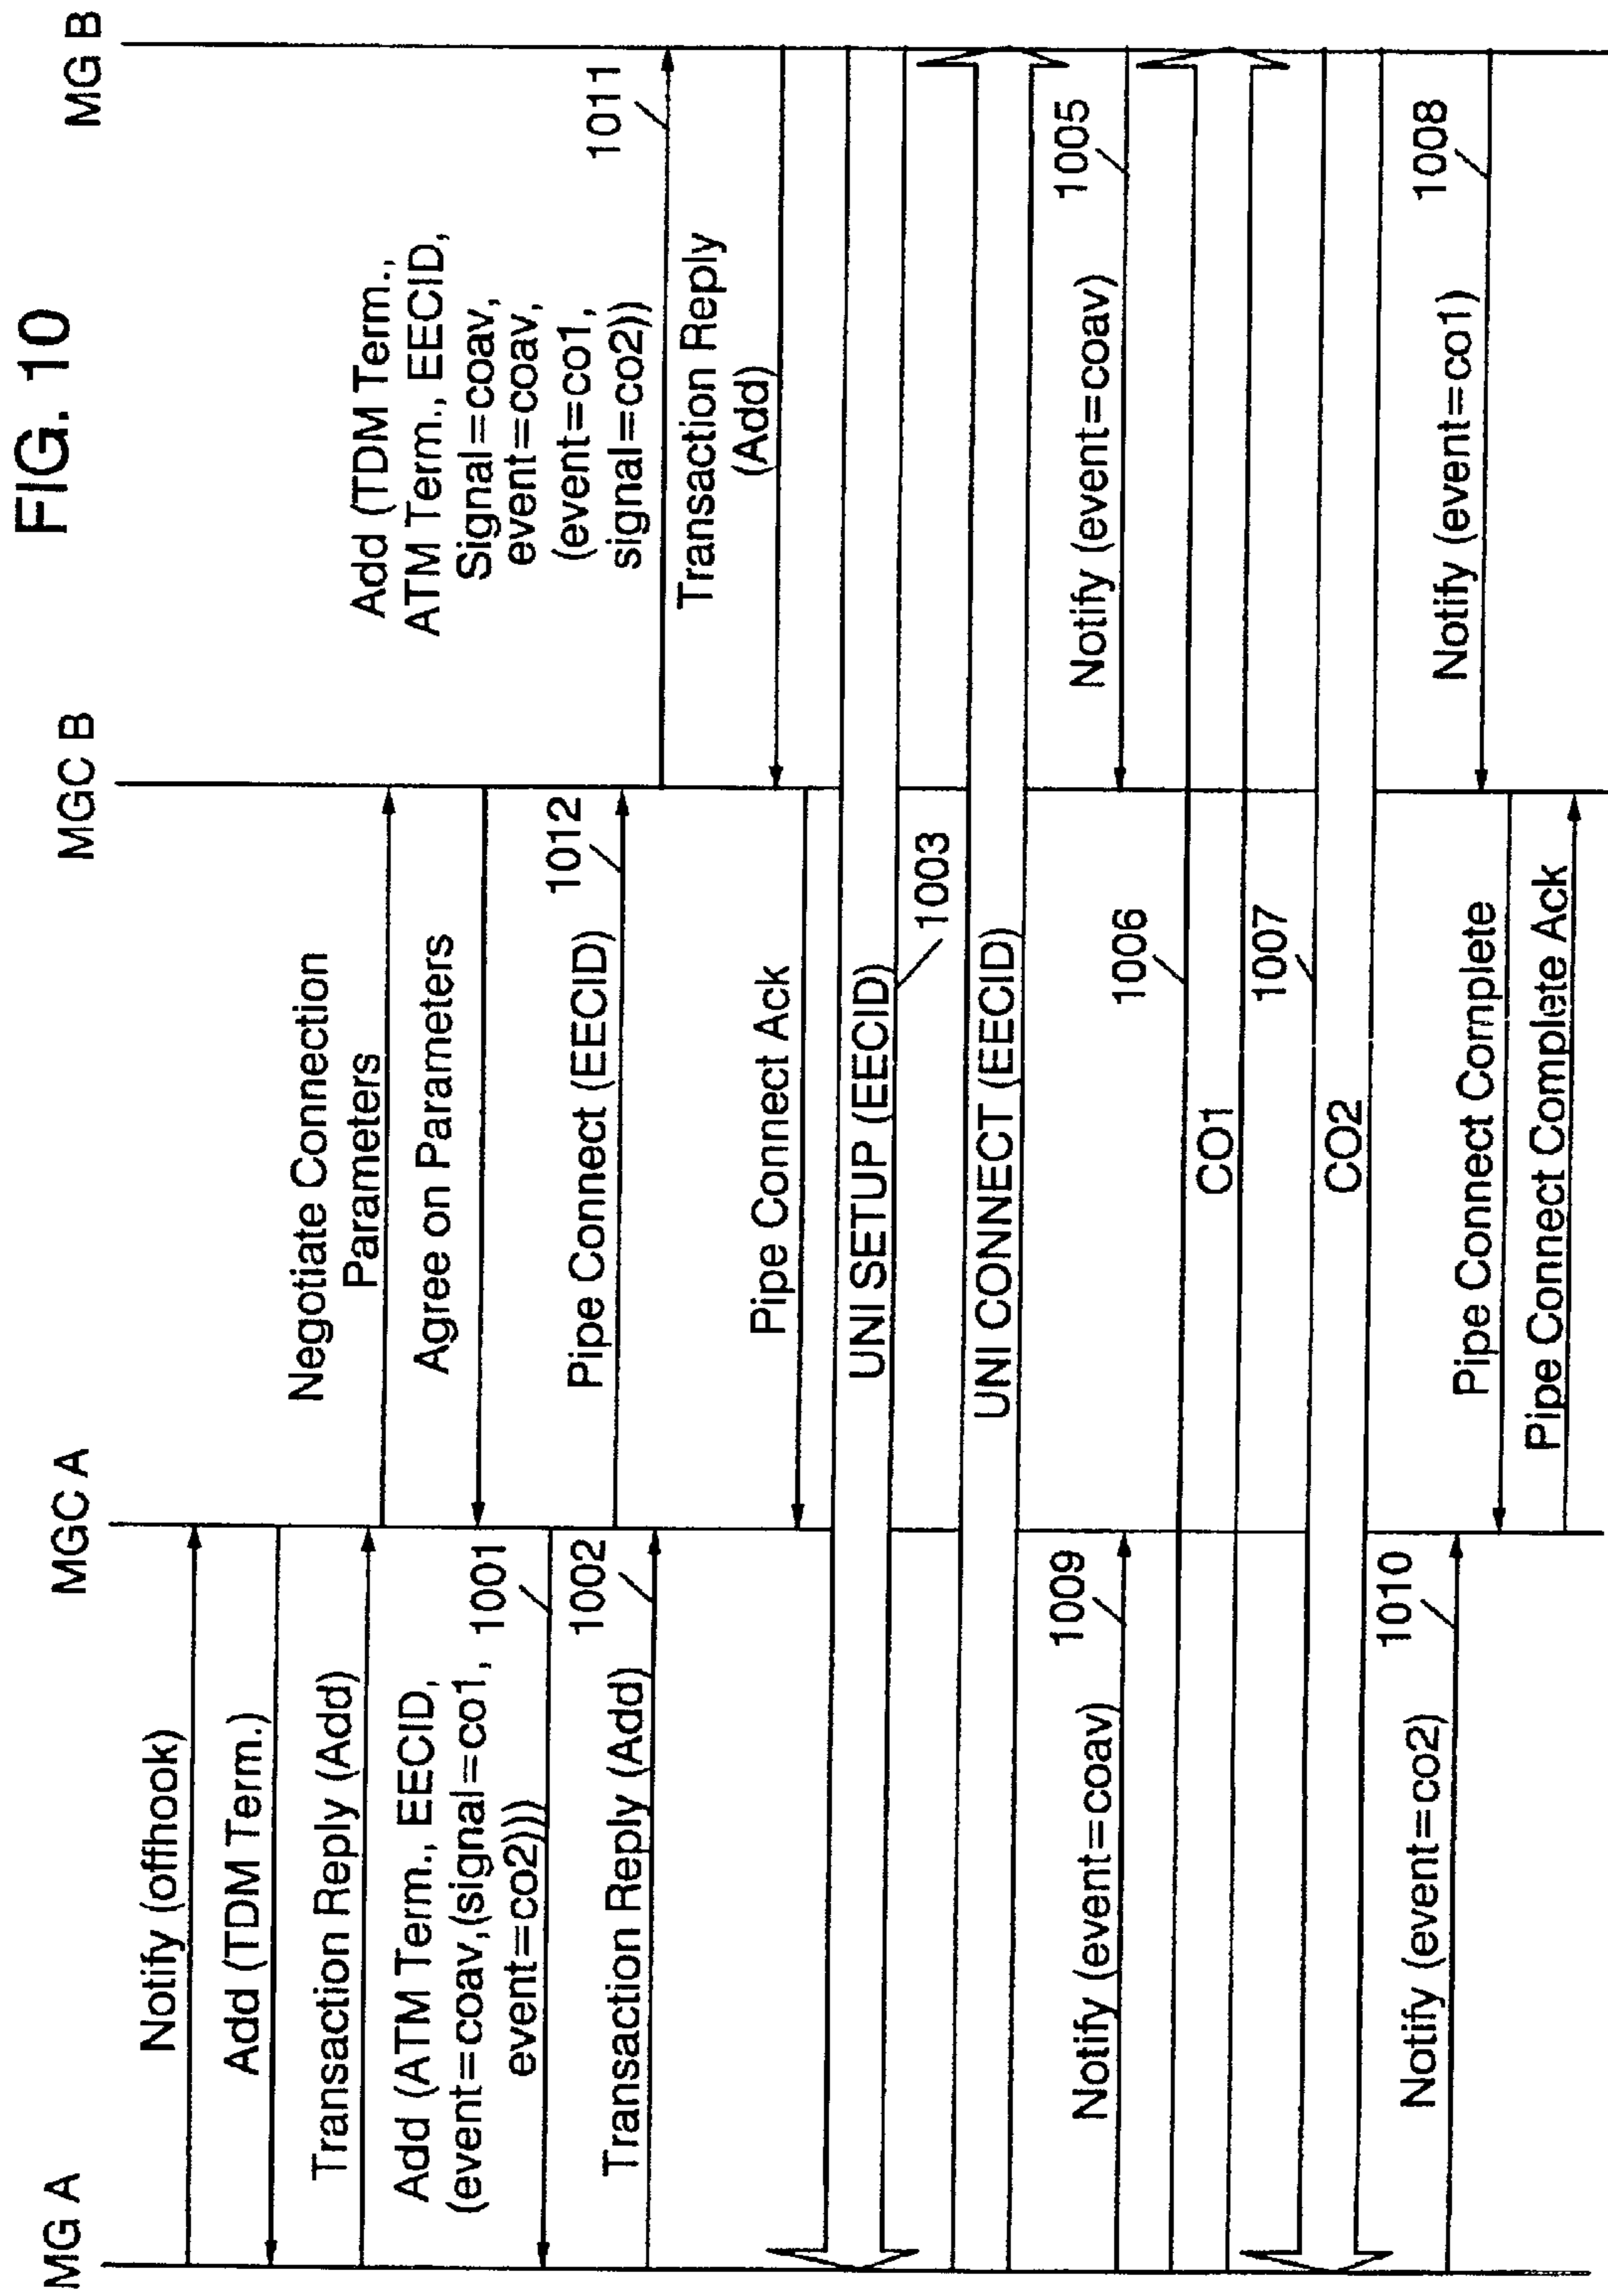 FIG. 10
MG A
MGC A
MGC B
MG B
Notify (offhook)
Add (TDM Term.)
Transaction Reply (Add)
Negotiate Connection
Parameters
Agree on Parameters
Add (ATM Term., EECID,
(event=coav,(signal=co1,
event=co2)))
1001
Pipe Connect (EECID)
1012
Transaction Reply (Add)
1002
Add (TDM Term.,
ATM Term., EECID,
Signal=coav,
event=coav,
(event=co1,
signal=co2))
1011
Transaction Reply
(Add)
Pipe Connect Ack
UNI SETUP (EECID)
1003
UNI CONNECT (EECID)
Notify (event=coav)
1009
Notify (event=coav)
1005
1006
CO1
1007
CO2
Notify (event=co2)
1010
Notify (event=co1)
1008
Pipe Connect Complete
Pipe Connect Complete Ack